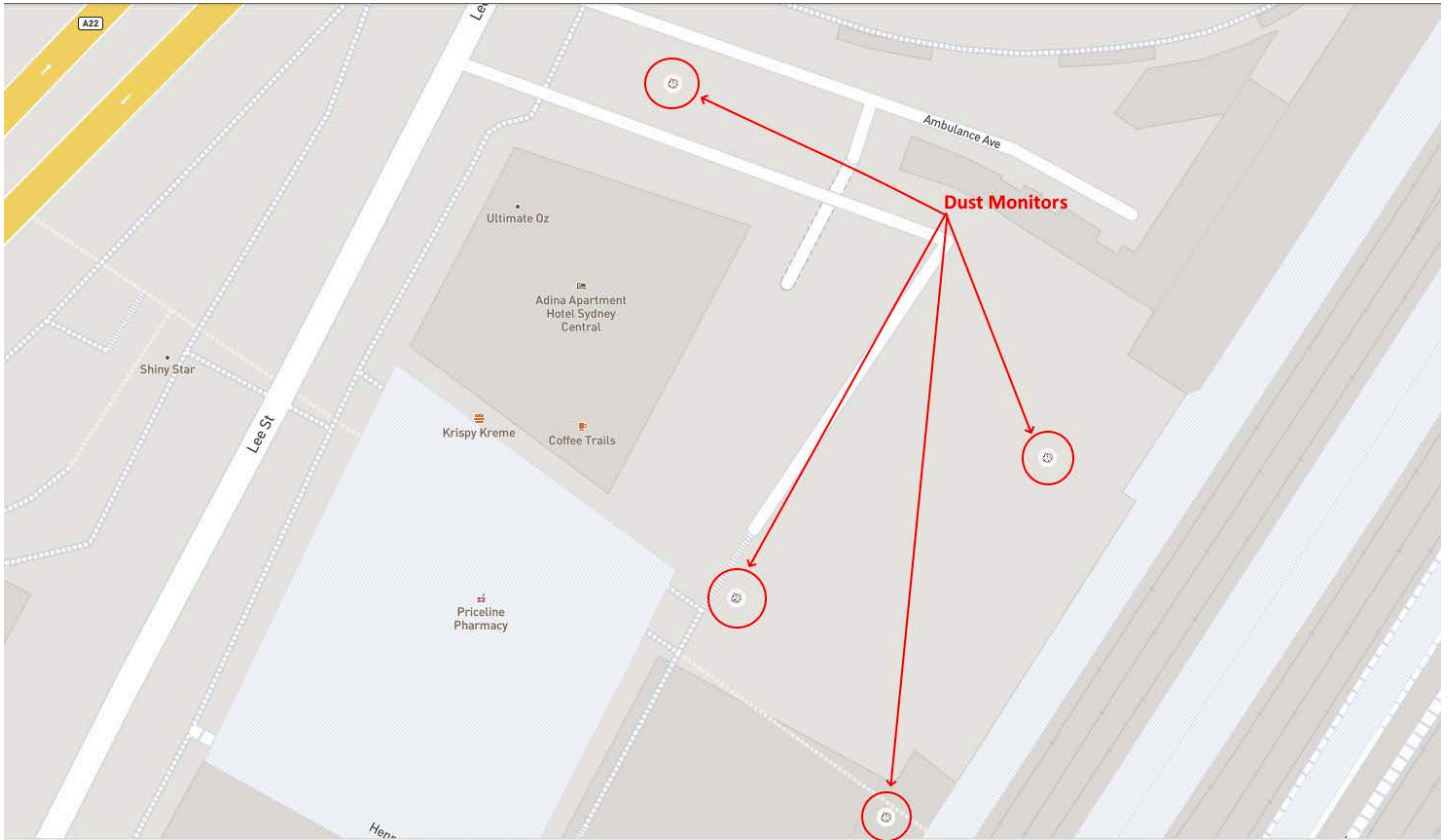 A22
Ambulance Ave
Dust Monitors
Ultimate Oz
Adina Apartment
Hotel Sydney
Central
Shiny Star
Lee St
Krispy Kreme
Coffee Trails
Priceline
Pharmacy